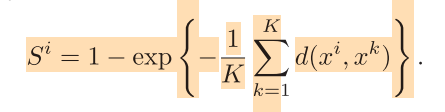 $S^i = 1 - \exp\left\{-\frac{1}{K}\sum_{k=1}^{K} d(x^i, x^k)\right\}.$